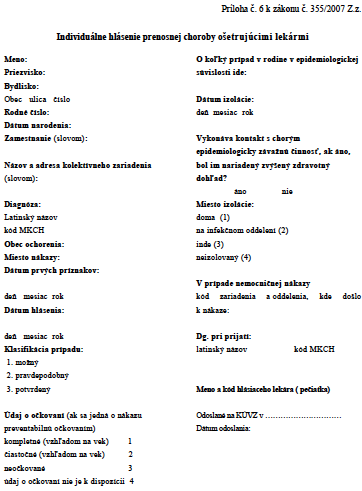 Príloha č. 6 k zákonu č. 355/2007 Z.z.
Individuálne hlásenie prenosnej choroby ošetrujúcimi lekármi
Meno:
Priezvisko:
Bydlisko:
Obec ulica číslo
Rodné číslo:
Dátum narodenia:
Zamestnanie (slovom):
Názov a adresa kolektívneho zariadenia
(slovom):
Diagnóza:
Latinský názov
kód MKCH
Obec ochorenia:
Miesto nákazy:
Dátum prvých príznakov:
deň mesiac rok
Dátum hlásenia:
deň mesiac rok
Klasifikácia prípadu:
1. možný
2. pravdepodobný
3. potvrdený
Údaj o očkovaní (ak sa jedná o nákazu
preventabilnú očkovaním)
kompletné (vzhľadom na vek) 1
čiastočné (vzhľadom na vek) 2
neočkované 3
údaj o očkovaní nie je k dispozícii 4
O koľký prípad v rodine v epidemiologickej
súvislosti ide:
Dátum izolácie:
deň mesiac rok
Vykonáva kontakt s chorým
epidemiologicky závažnú činnosť, ak áno,
bol im nariadený zvýšený zdravotný
dohľad?
áno nie
Miesto izolácie:
doma (1)
na infekčnom oddelení (2)
inde (3)
neizolovaný (4)
V prípade nemocničnej nákazy
kód zariadenia a oddelenia, kde došlo
k nákaze:
Dg. pri prijatí:
latinský názov kód MKCH
Meno a kód hlásiaceho lekára ( pečiatka)
Odoslané na KÚVZ v ................................
Dátum odoslania: